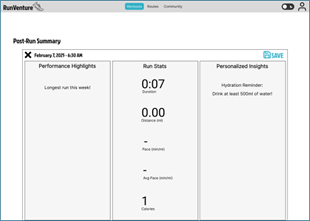 RunVenture
Workouts Routes Community
Post-Run Summary
February 7, 2021 - 6:30 AM
SAVE
Performance Highlights
Longest run this week!
Run Stats
0:07
Duration
0.00
Distance (mi)
-
Pace (min/mi)
-
Avg Pace (min/mi)
1
Calories
Personalized Insights
Hydration Reminder:
Drink at least 500ml of water!